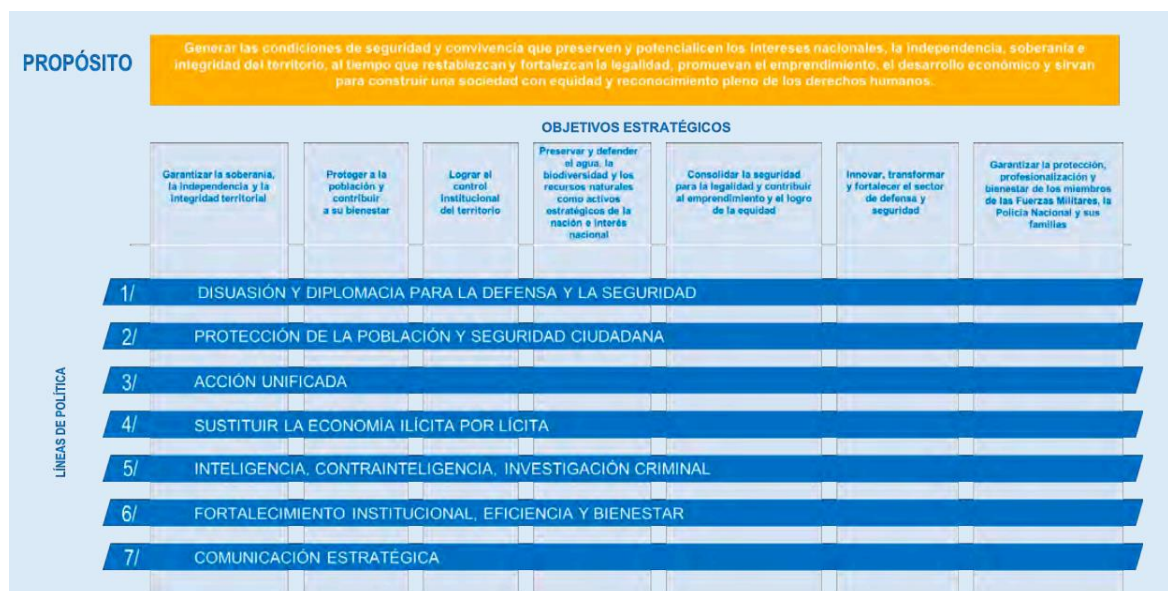 PROPÓSITO
Generar las condiciones de seguridad y convivencia que preserven y potencialicen los intereses nacionales, la independencia, soberanía e
integridad del territorio, al tiempo que restablezcan y fortalezcan la legalidad, promuevan el emprendimiento, el desarrollo económico y sirvan
para construir una sociedad con equidad y reconocimiento pleno de los derechos humanos.
OBJETIVOS ESTRATÉGICOS
Garantizar la soberanía,
la independencia y la
integridad territorial
Proteger a la
población y
contribuir
a su bienestar
Lograr el
control
Institucional
del territorio
Preservar y defender
el agua, la
biodiversidad y los
recursos naturales
como activos
estratégicos de la
nación e interés
nacional
Consolidar la seguridad
para la legalidad y contribuir
al emprendimiento y el logro
de la equidad
Innovar, transformar
y fortalecer el sector
de defensa y
seguridad
Garantizar la protección,
profesionalización y
bienestar de los miembros
de las Fuerzas Militares, la
Policía Nacional y sus
familias
LÍNEAS DE POLÍTICA
1/ DISUASIÓN Y DIPLOMACIA PARA LA DEFENSA Y LA SEGURIDAD
2/ PROTECCIÓN DE LA POBLACIÓN Y SEGURIDAD CIUDADANA
3/ ACCIÓN UNIFICADA
4/ SUSTITUIR LA ECONOMÍA ILÍCITA POR LÍCITA
5/ INTELIGENCIA, CONTRAINTELIGENCIA, INVESTIGACIÓN CRIMINAL
6/ FORTALECIMIENTO INSTITUCIONAL, EFICIENCIA Y BIENESTAR
7/ COMUNICACIÓN ESTRATÉGICA